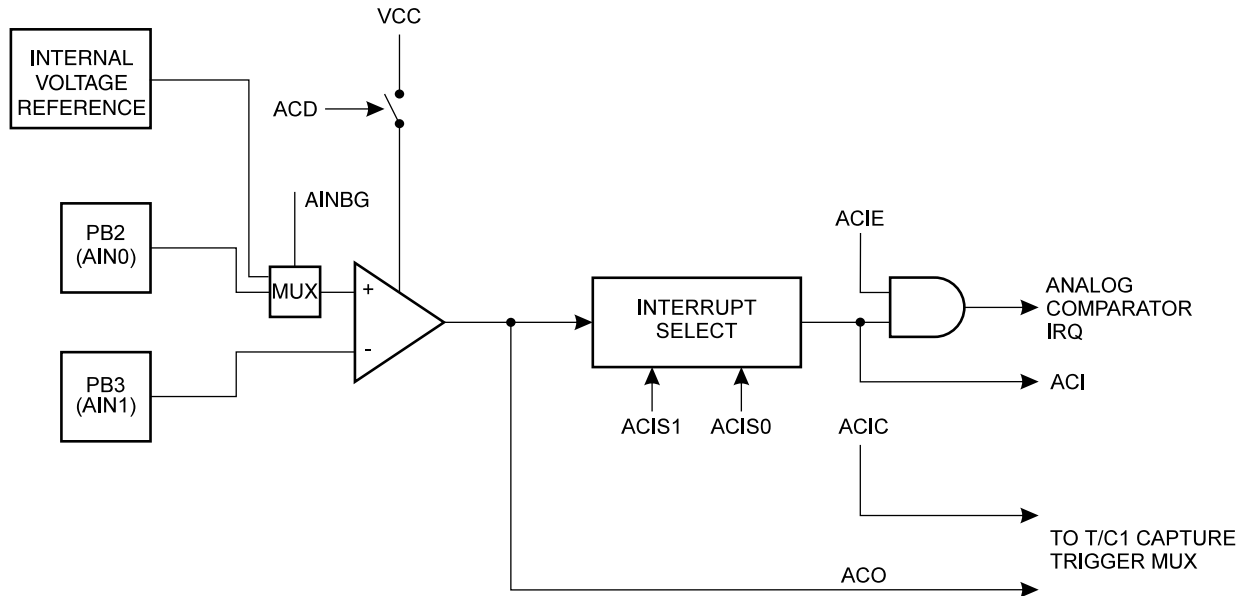 VCC
INTERNAL
VOLTAGE
REFERENCE
ACD
AINBG
PB2
(AIN0)
MUX
+
-
PB3
(AIN1)
INTERRUPT
SELECT
ACIS1 ACIS0
ACIE
ANALOG
COMPARATOR
IRQ
ACI
ACIC
TO T/C1 CAPTURE
TRIGGER MUX
ACO